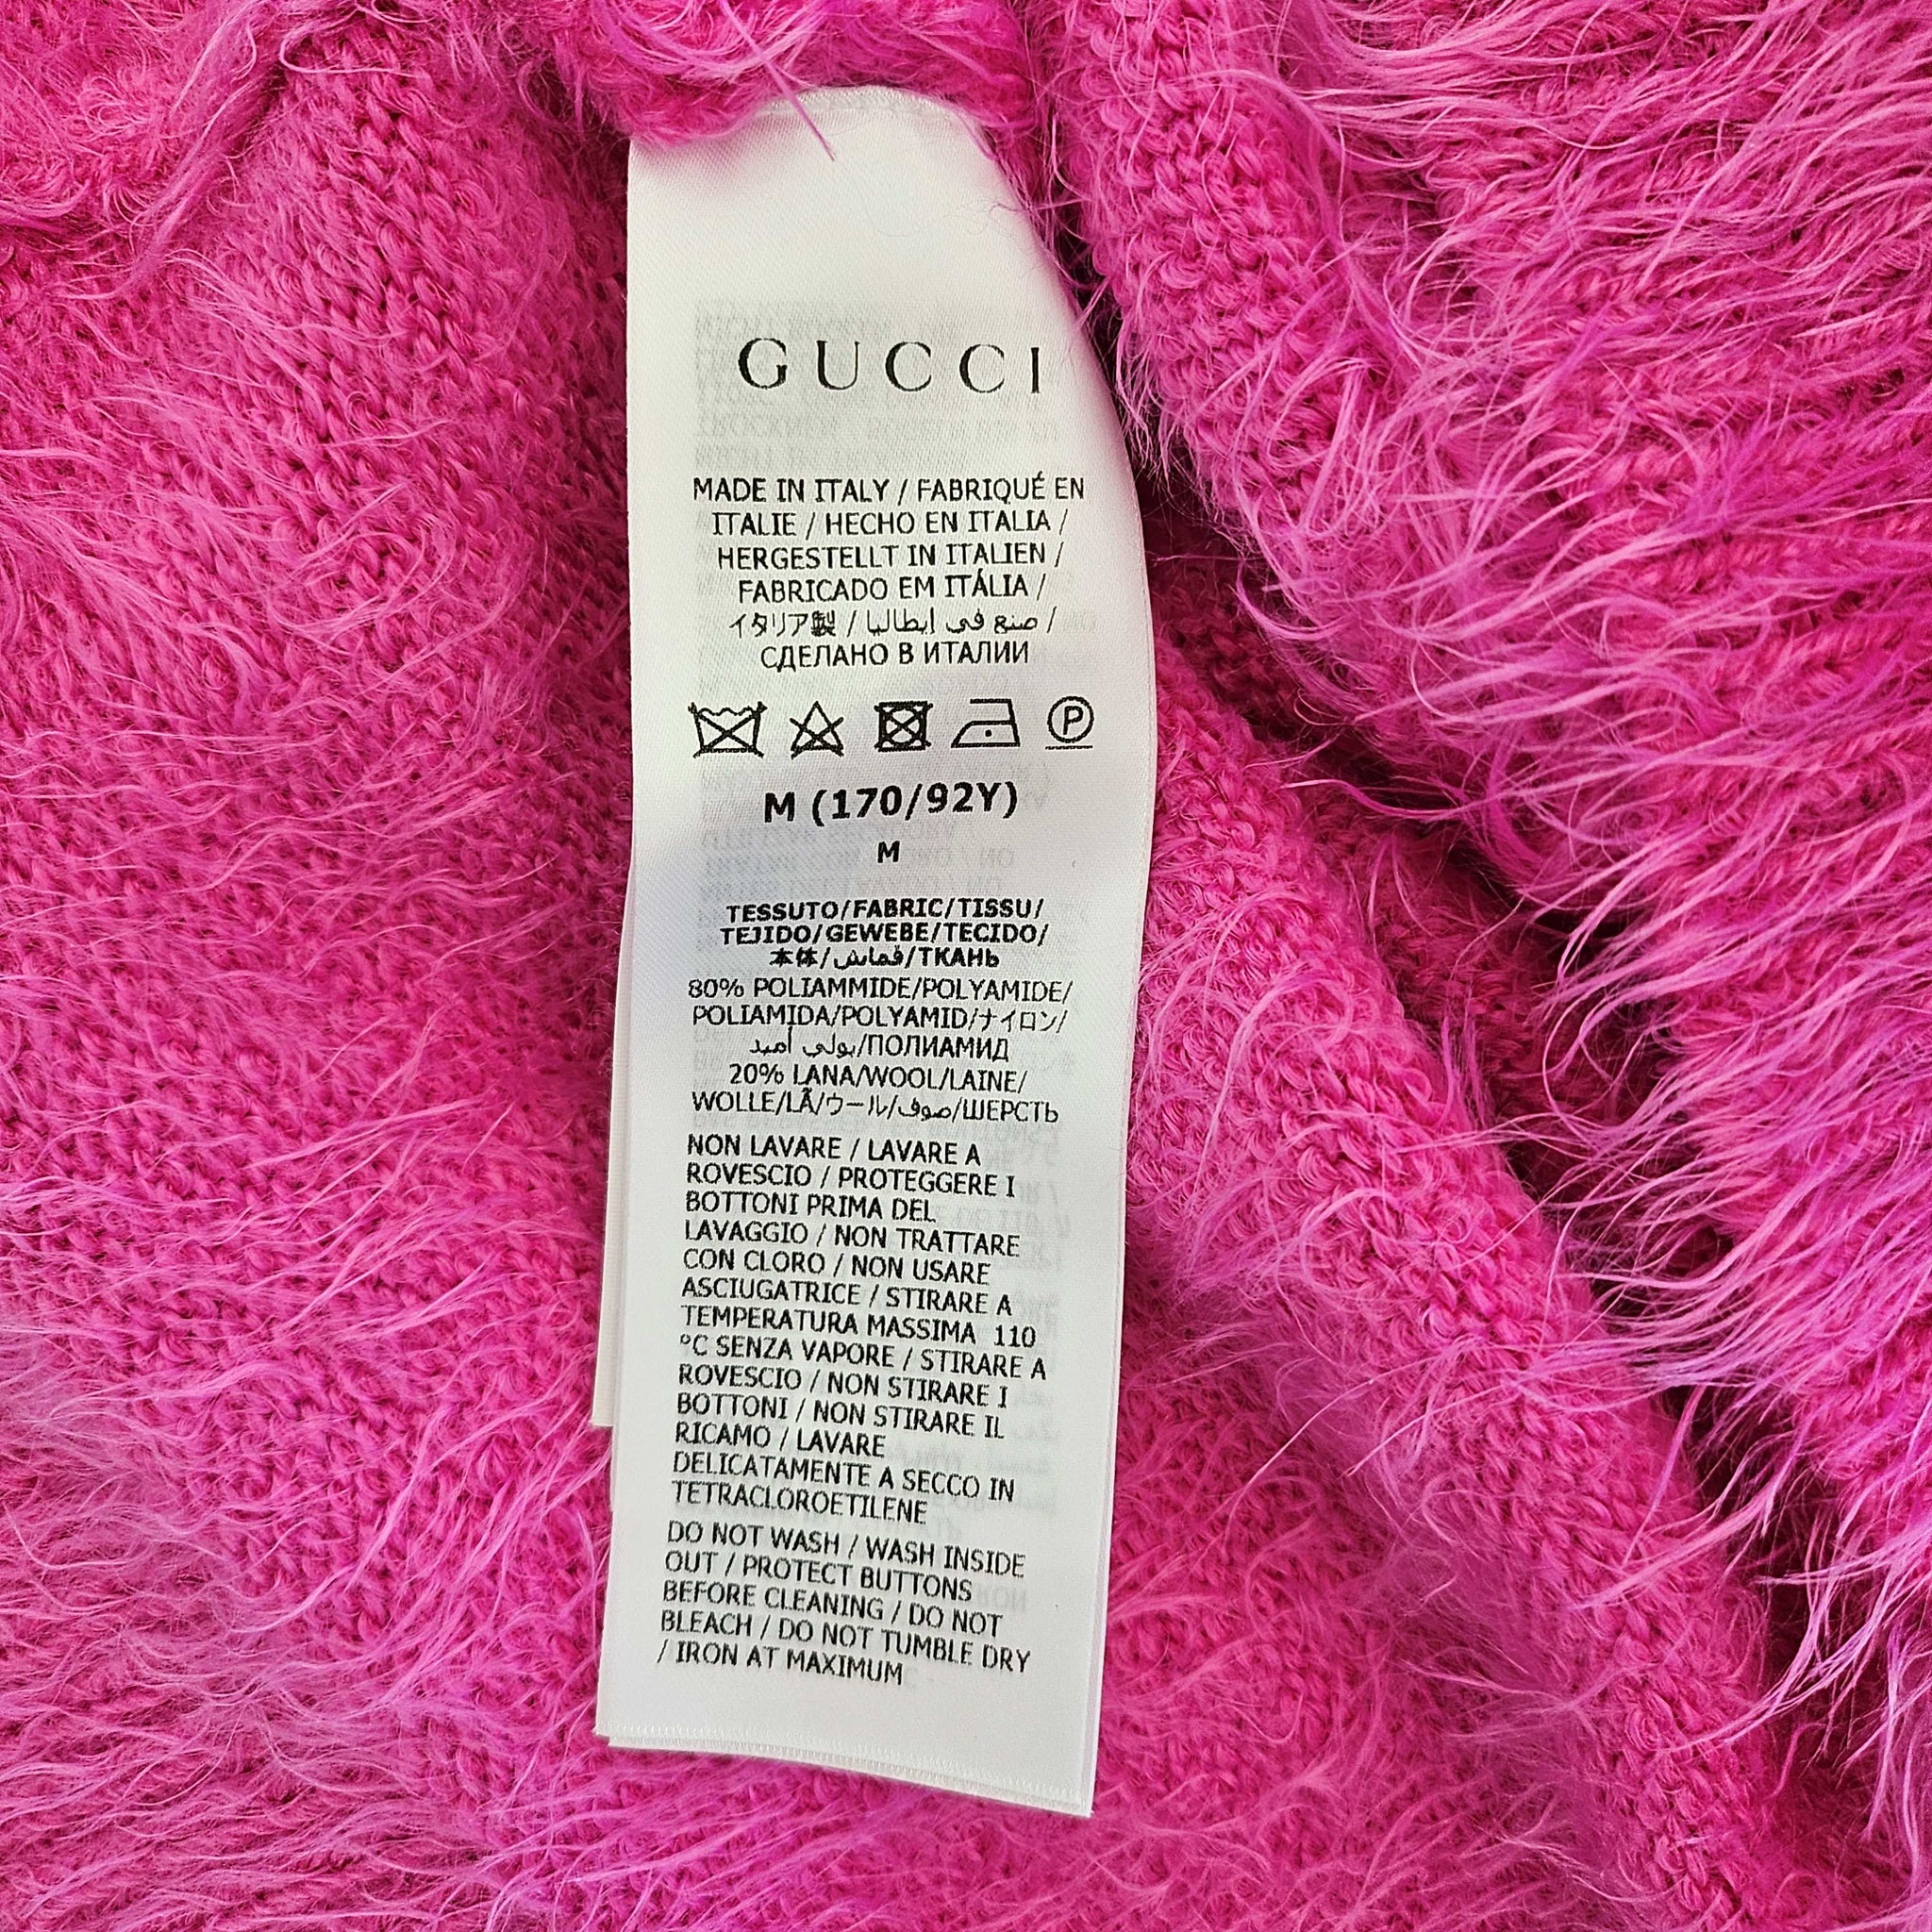 GUCCI
MADE IN ITALY / FABRIQUÉ EN
ITALIE / HECHO EN ITALIA /
HERGESTELLT IN ITALIEN /
FABRICADO EM ITÁLIA /
イタリア製 / صنع في إيطاليا /
СДЕЛАНО В ИТАЛИИ
P
M (170/92Y)
M
TESSUTO/FABRIC/TISSU/
TEJIDO/GEWEBE/TECIDO/
本体/قماش/ТКАНЬ
80% POLIAMMIDE/POLYAMIDE/
POLIAMIDA/POLYAMID/ナイロン/
بولي أميد/ПОЛИАМИД
20% LANA/WOOL/LAINE/
WOLLE/LÃ/ウール/صوف/ШЕРСТЬ
NON LAVARE / LAVARE A
ROVESCIO / PROTEGGERE I
BOTTONI PRIMA DEL
LAVAGGIO / NON TRATTARE
CON CLORO / NON USARE
ASCIUGATRICE / STIRARE A
TEMPERATURA MASSIMA 110
°C SENZA VAPORE / STIRARE A
ROVESCIO / NON STIRARE I
BOTTONI / NON STIRARE IL
RICAMO / LAVARE
DELICATAMENTE A SECCO IN
TETRACLOROETILENE
DO NOT WASH / WASH INSIDE
OUT / PROTECT BUTTONS
BEFORE CLEANING / DO NOT
BLEACH / DO NOT TUMBLE DRY
/ IRON AT MAXIMUM